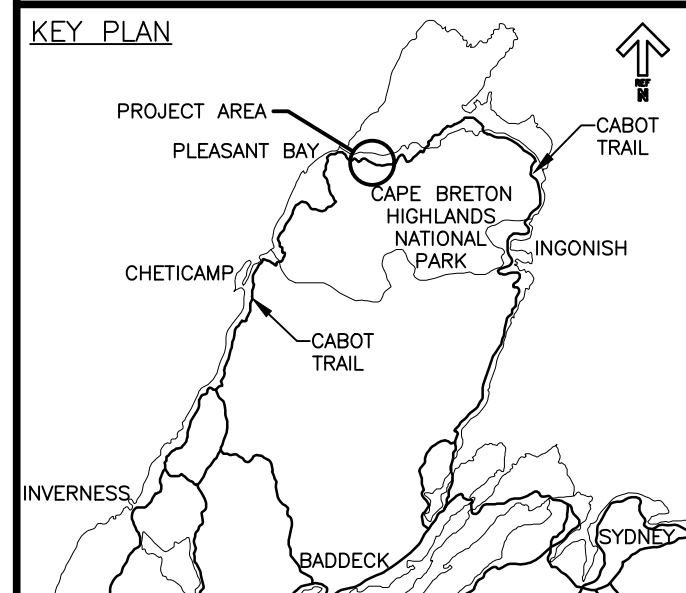 KEY PLAN
REF
N
PROJECT AREA
PLEASANT BAY
CABOT
TRAIL
CAPE BRETON
HIGHLANDS
NATIONAL
PARK
INGONISH
CHETICAMP
CABOT
TRAIL
INVERNESS
BADDECK
SYDNEY